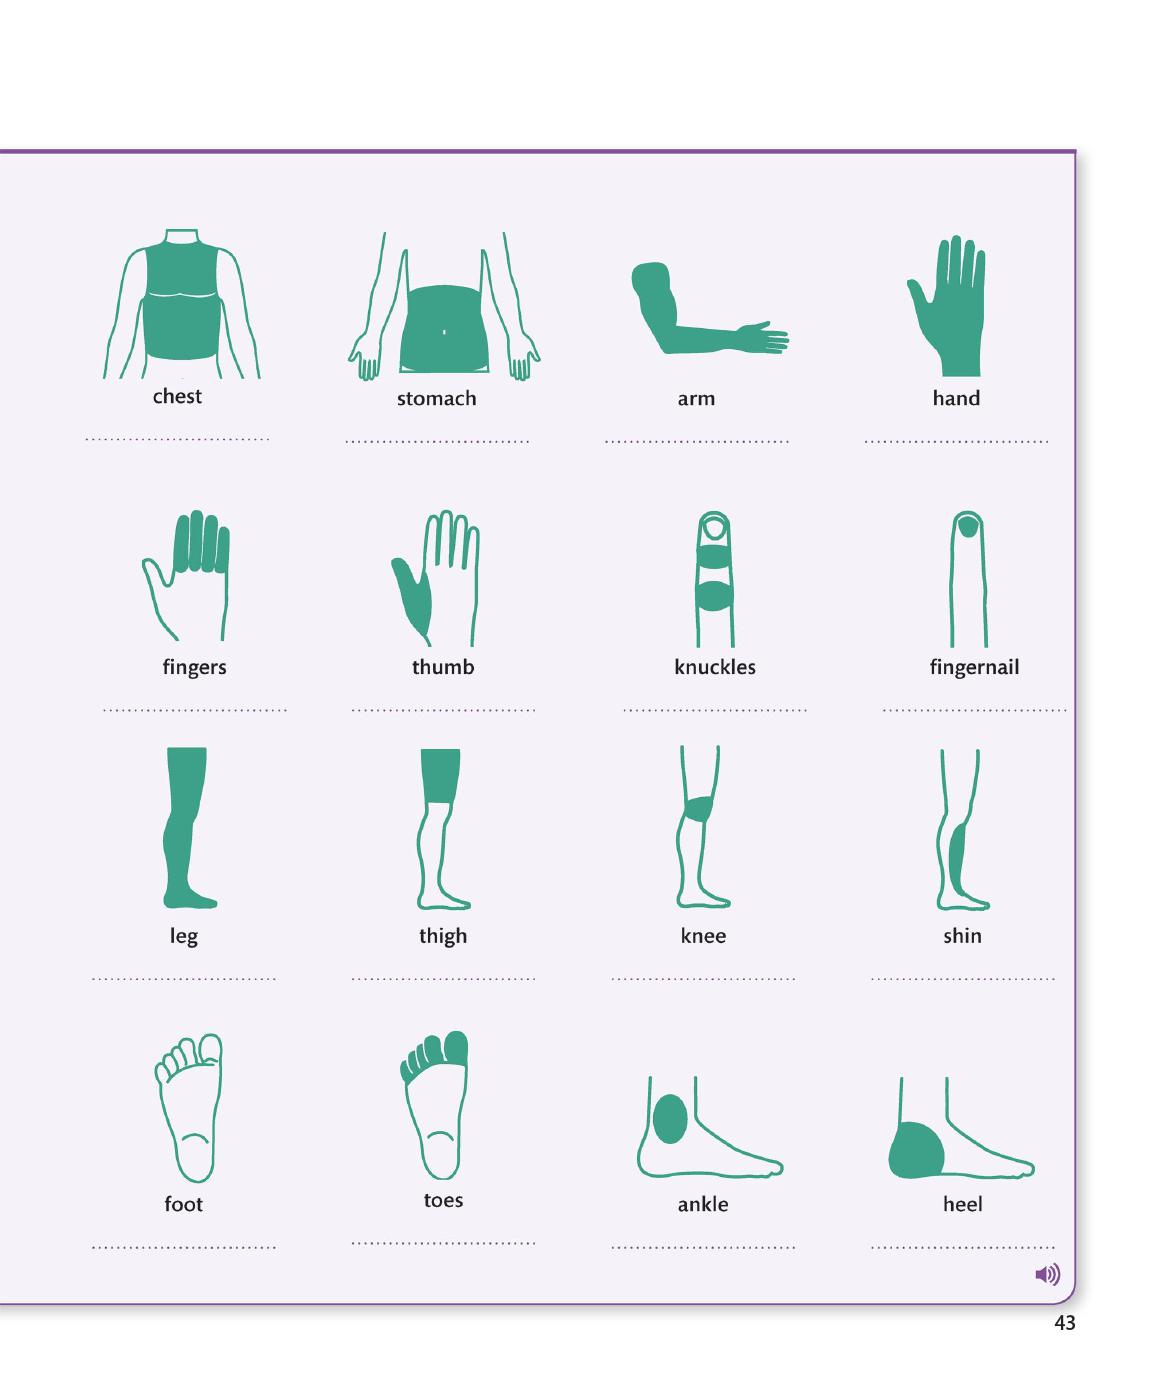 chest
stomach
arm
hand
fingers
thumb
knuckles
fingernail
leg
thigh
knee
shin
foot
toes
ankle
heel
43